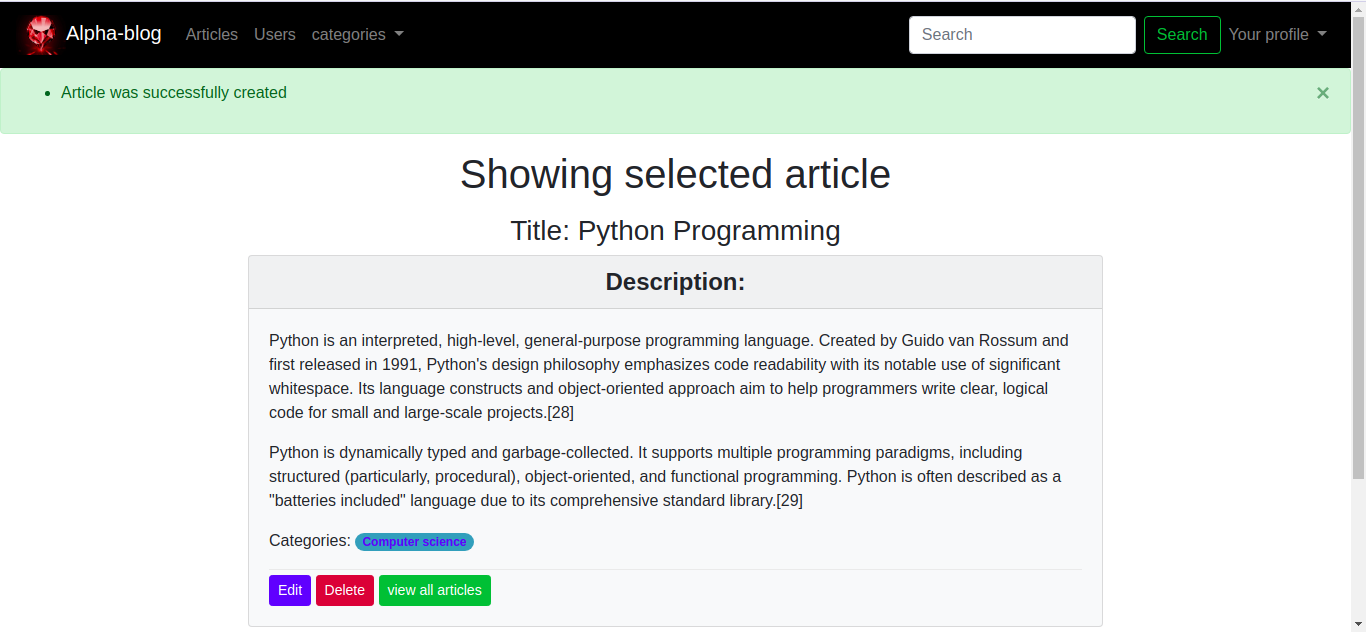 Alpha-blog Articles Users categories Search Search Your profile
Article was successfully created ×
Showing selected article
Title: Python Programming
Description:
Python is an interpreted, high-level, general-purpose programming language. Created by Guido van Rossum and
first released in 1991, Python's design philosophy emphasizes code readability with its notable use of significant
whitespace. Its language constructs and object-oriented approach aim to help programmers write clear, logical
code for small and large-scale projects.[28]
Python is dynamically typed and garbage-collected. It supports multiple programming paradigms, including
structured (particularly, procedural), object-oriented, and functional programming. Python is often described as a
"batteries included" language due to its comprehensive standard library.[29]
Categories: Computer science
Edit Delete view all articles